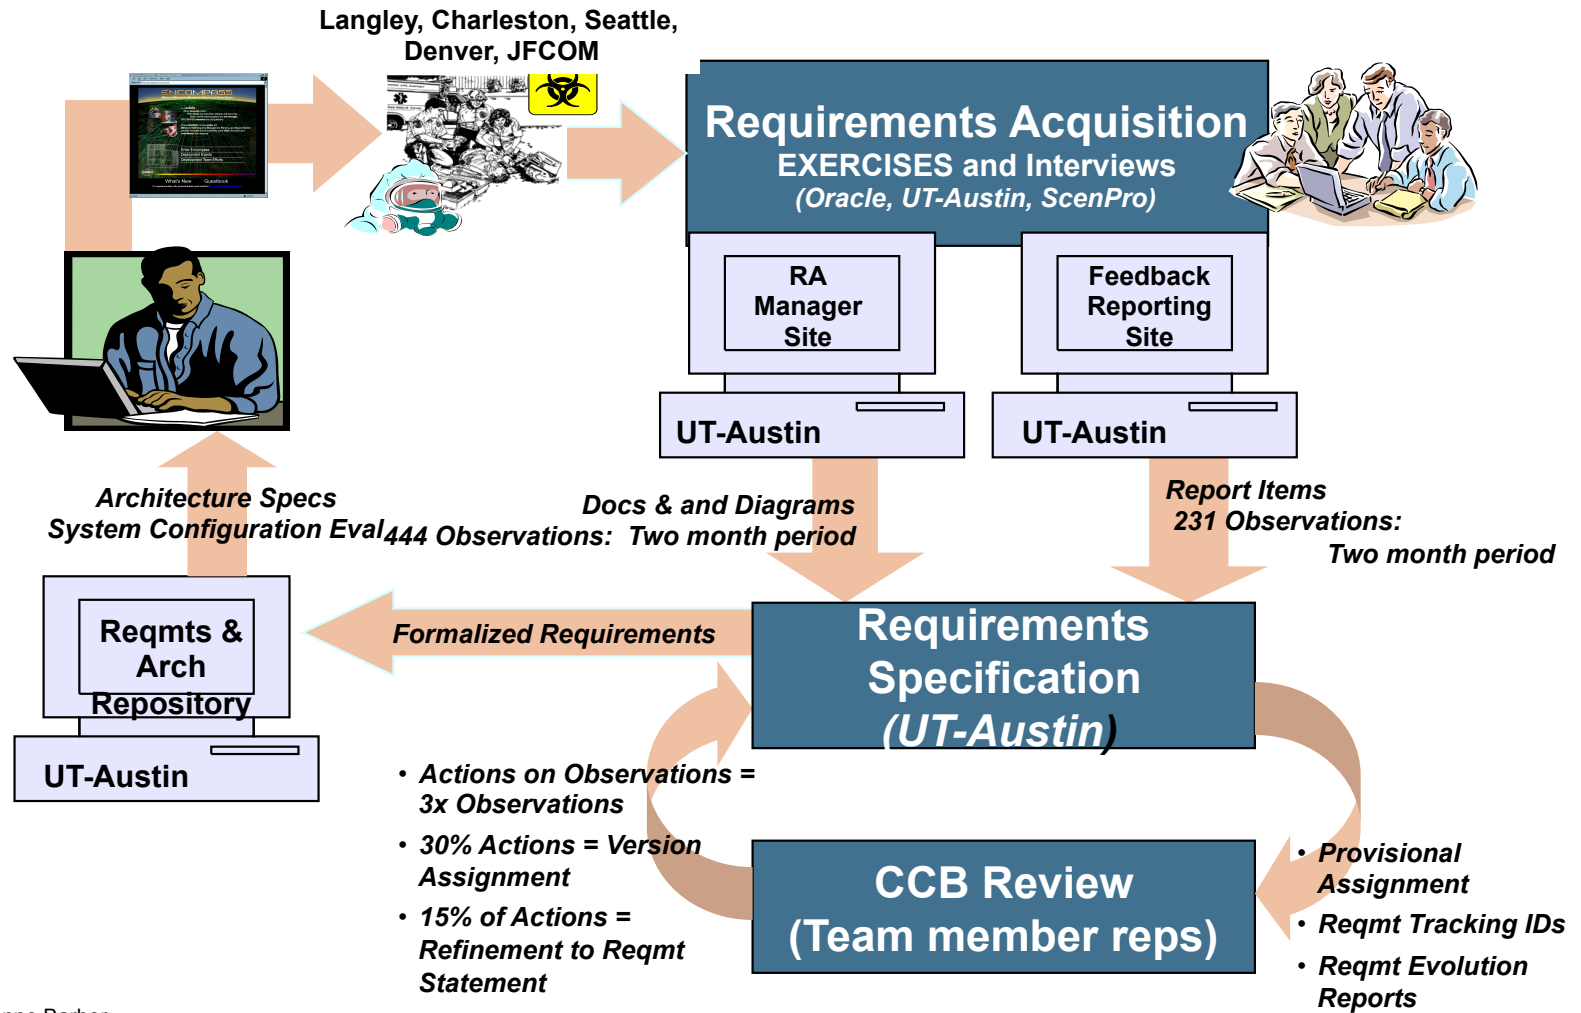 Langley, Charleston, Seattle,
Denver, JFCOM
ENCOMPASS
What's New Guestbook
Requirements Acquisition
EXERCISES and Interviews
(Oracle, UT-Austin, ScenPro)
RA
Manager
Site
UT-Austin
Feedback
Reporting
Site
UT-Austin
Architecture Specs
System Configuration Eval
Docs & and Diagrams
444 Observations: Two month period
Report Items
231 Observations:
Two month period
Reqmts &
Arch
Repository
UT-Austin
Formalized Requirements
Requirements
Specification
(UT-Austin)
• Actions on Observations =
3x Observations
• 30% Actions = Version
Assignment
• 15% of Actions =
Refinement to Reqmt
Statement
CCB Review
(Team member reps)
• Provisional
Assignment
• Reqmt Tracking IDs
• Reqmt Evolution
Reports